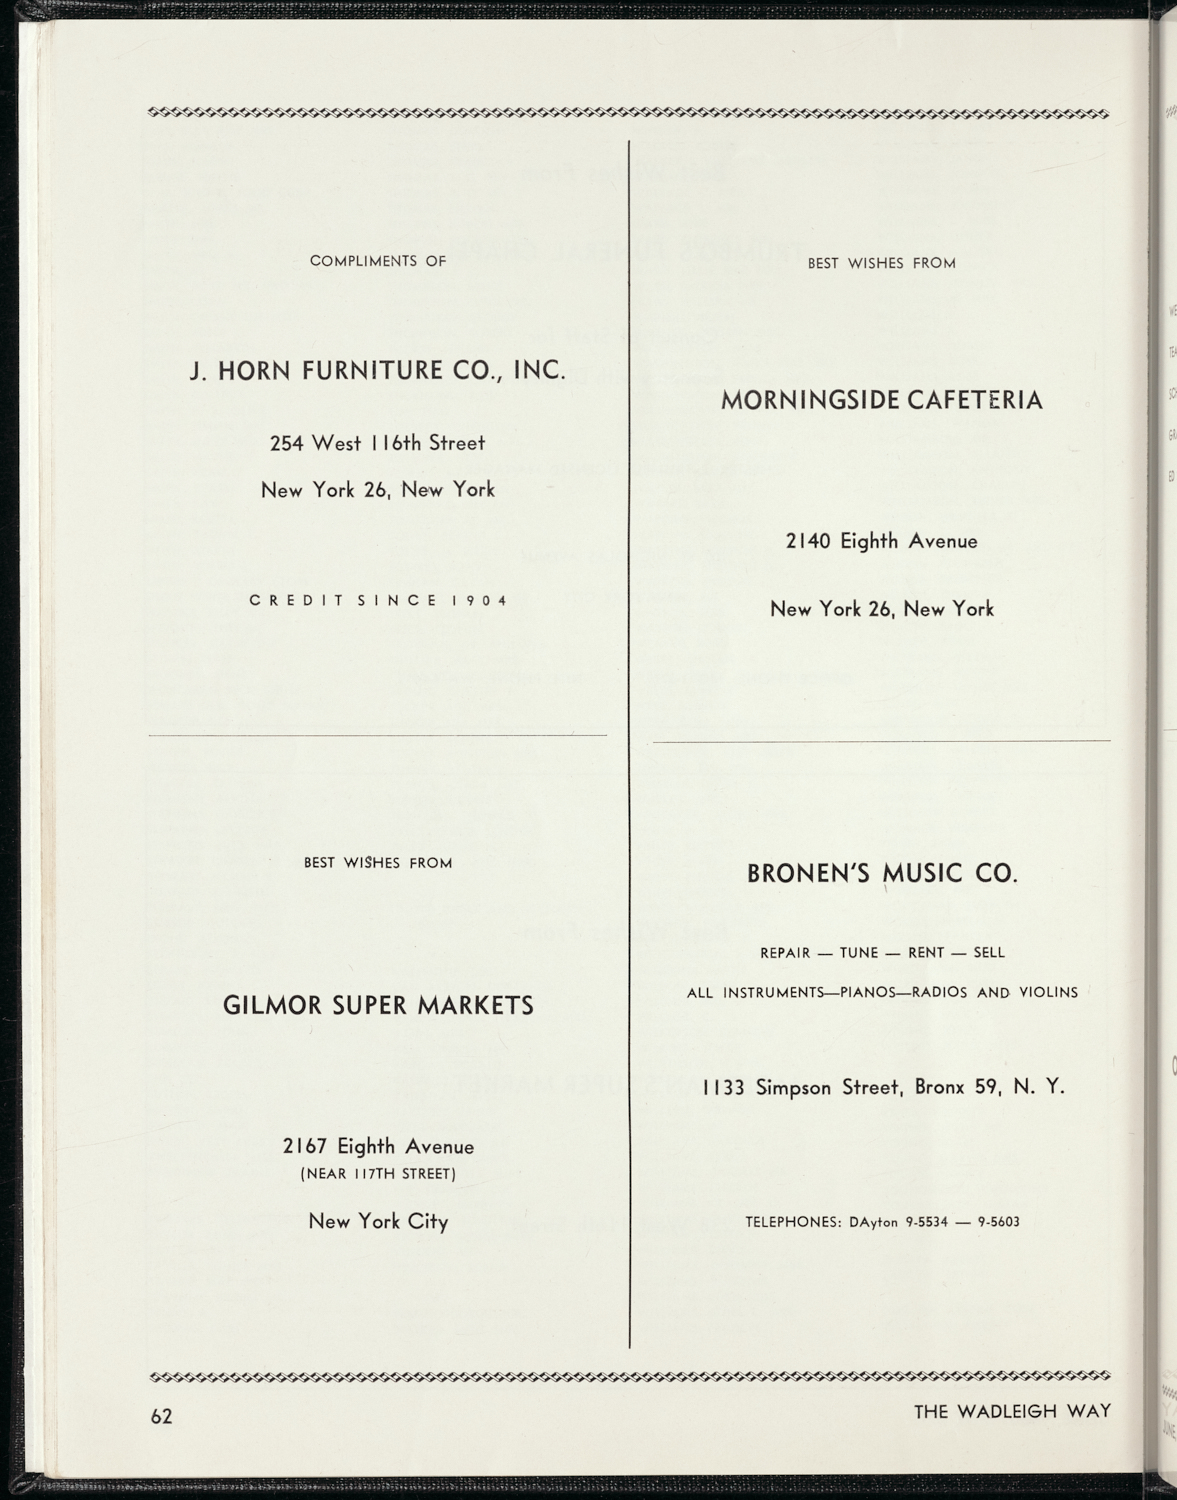 COMPLIMENTS OF
J. HORN FURNITURE CO., INC.
254 West 116th Street
New York 26, New York
CREDIT SINCE 1904
BEST WISHES FROM
MORNINGSIDE CAFETERIA
2140 Eighth Avenue
New York 26, New York
BEST WISHES FROM
GILMOR SUPER MARKETS
2167 Eighth Avenue
(NEAR 117TH STREET)
New York City
BRONEN'S MUSIC CO.
REPAIR — TUNE — RENT — SELL
ALL INSTRUMENTS—PIANOS—RADIOS AND VIOLINS
1133 Simpson Street, Bronx 59, N. Y.
TELEPHONES: DAyton 9-5534 — 9-5603
62
THE WADLEIGH WAY